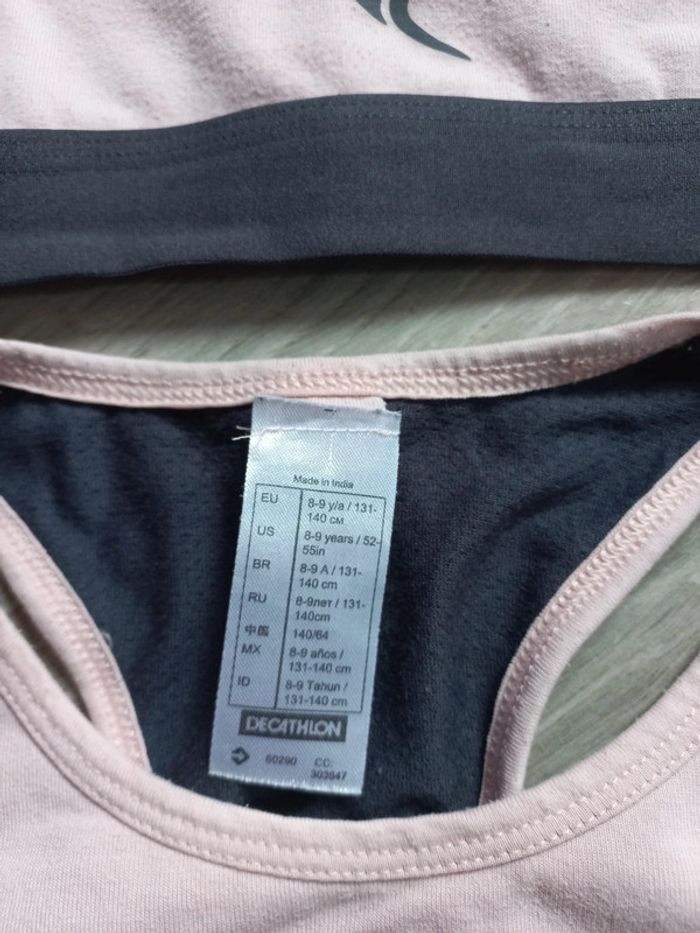 Made in India
EU 8-9 y/a / 131-
140 см
US 8-9 years / 52-
55in
BR 8-9 A / 131-
140 cm
RU 8-9лет / 131-
140cm
中国 140/64
MX 8-9 años /
131-140 cm
ID 8-9 Tahun /
131-140 cm
DECATHLON
60290 CC:
303847